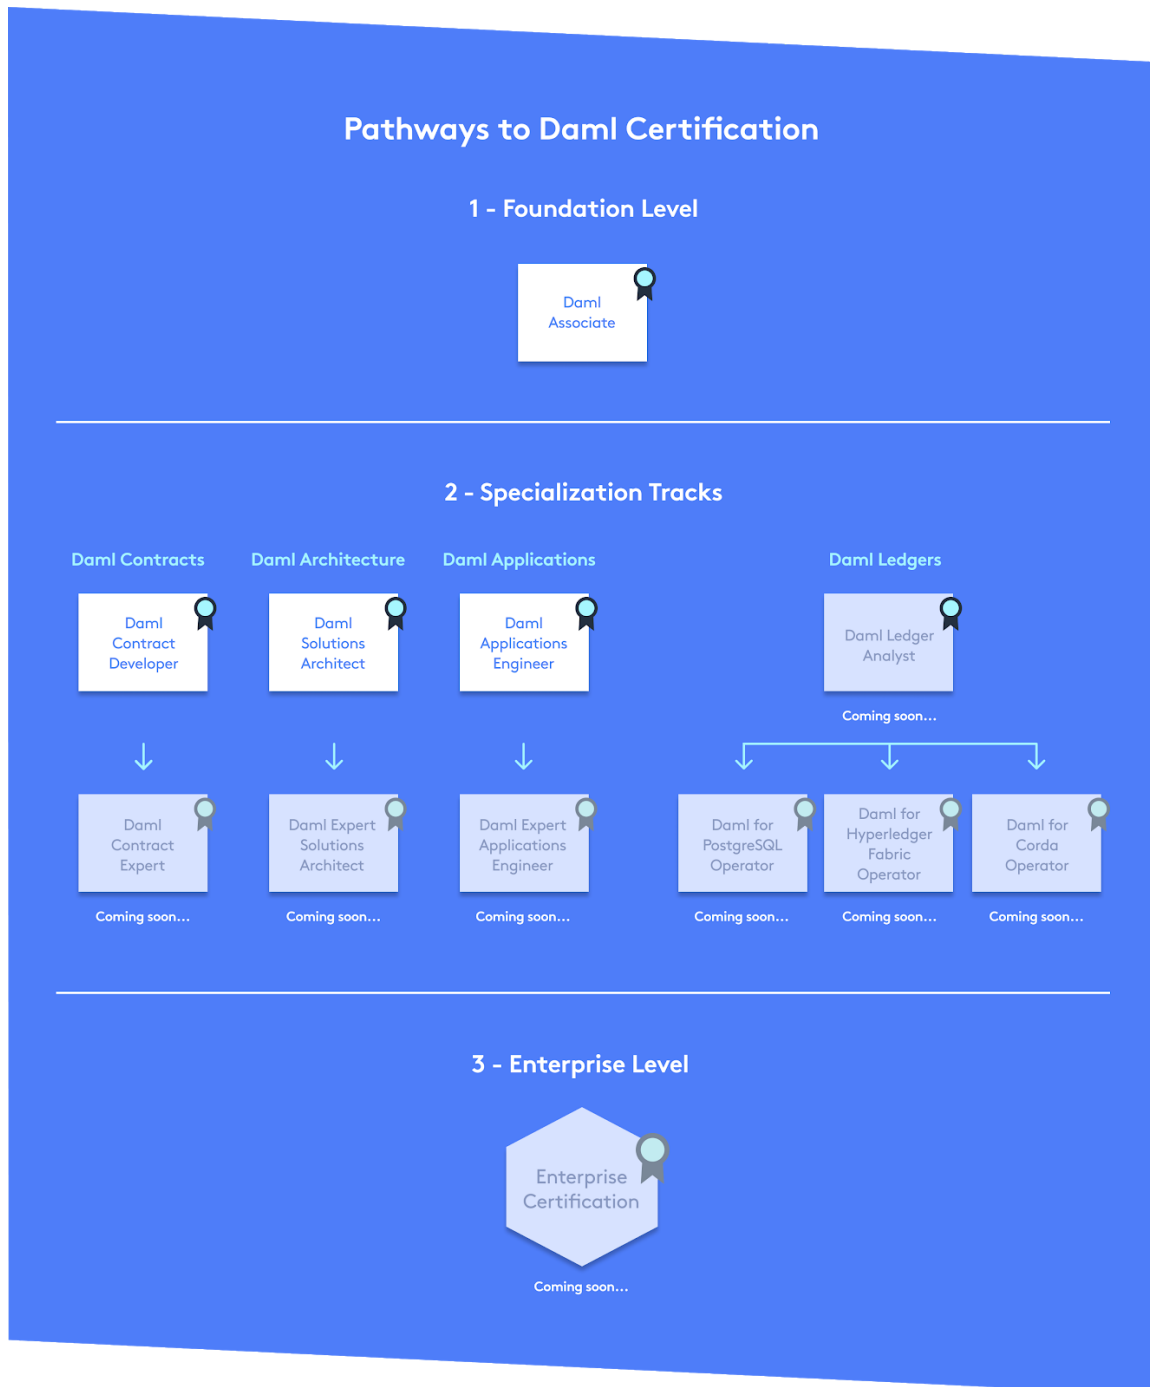 Pathways to Daml Certification
1 - Foundation Level
Daml
Associate
2 - Specialization Tracks
Daml Contracts
Daml Architecture
Daml Applications
Daml Ledgers
Daml
Contract
Developer
Daml
Solutions
Architect
Daml
Applications
Engineer
Daml Ledger
Analyst
Coming soon...
Daml
Contract
Expert
Coming soon...
Daml Expert
Solutions
Architect
Coming soon...
Daml Expert
Applications
Engineer
Coming soon...
Daml for
PostgreSQL
Operator
Coming soon...
Daml for
Hyperledger
Fabric
Operator
Coming soon...
Daml for
Corda
Operator
Coming soon...
3 - Enterprise Level
Enterprise
Certification
Coming soon...